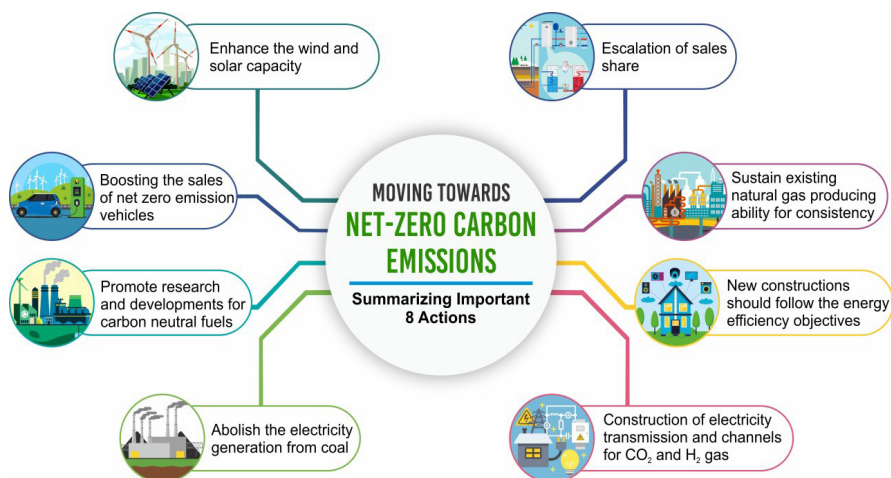 Enhance the wind and
solar capacity
Boosting the sales
of net zero emission
vehicles
Promote research
and developments for
carbon neutral fuels
Abolish the electricity
generation from coal
MOVING TOWARDS
NET-ZERO CARBON
EMISSIONS
Summarizing Important
8 Actions
Escalation of sales
share
Sustain existing
natural gas producing
ability for consistency
New constructions
should follow the energy
efficiency objectives
Construction of electricity
transmission and channels
for CO₂ and H₂ gas